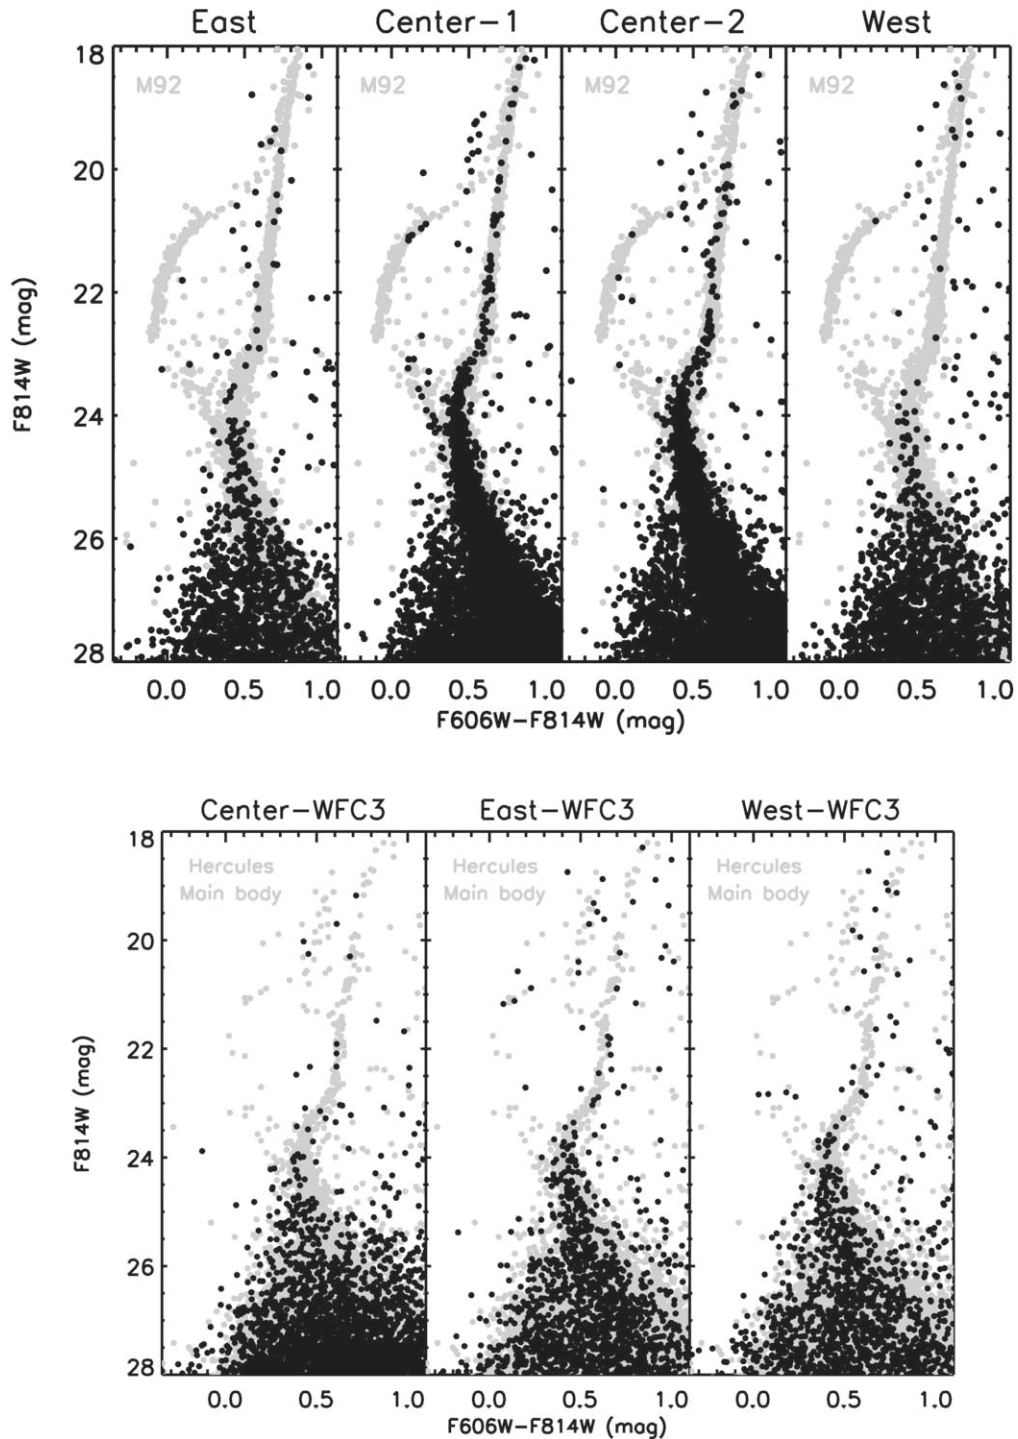 East Center-1 Center-2 West
M92 M92 M92 M92
18
20
22
24
26
28
F814W (mag)
0.0 0.5 1.0 0.0 0.5 1.0 0.0 0.5 1.0 0.0 0.5 1.0
F606W-F814W (mag)
Center-WFC3 East-WFC3 West-WFC3
Hercules Hercules Hercules
Main body Main body Main body
18
20
22
24
26
28
F814W (mag)
0.0 0.5 1.0 0.0 0.5 1.0 0.0 0.5 1.0
F606W-F814W (mag)